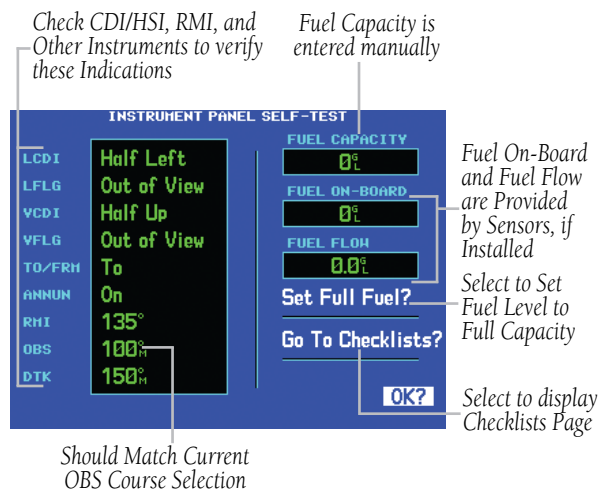 Check CDI/HSI, RMI, and
Other Instruments to verify
these Indications
Fuel Capacity is
entered manually
INSTRUMENT PANEL SELF-TEST
LCDI Half Left
LFLG Out of View
VCDI Half Up
VFLG Out of View
TO/FRM To
ANNUN On
RMI 135°
OBS 100°M
DTK 150°M
FUEL CAPACITY
0GL
FUEL ON-BOARD
0GL
FUEL FLOW
0.0GL
Set Full Fuel?
Go To Checklists?
OK?
Fuel On-Board
and Fuel Flow
are Provided
by Sensors, if
Installed
Select to Set
Fuel Level to
Full Capacity
Select to display
Checklists Page
Should Match Current
OBS Course Selection